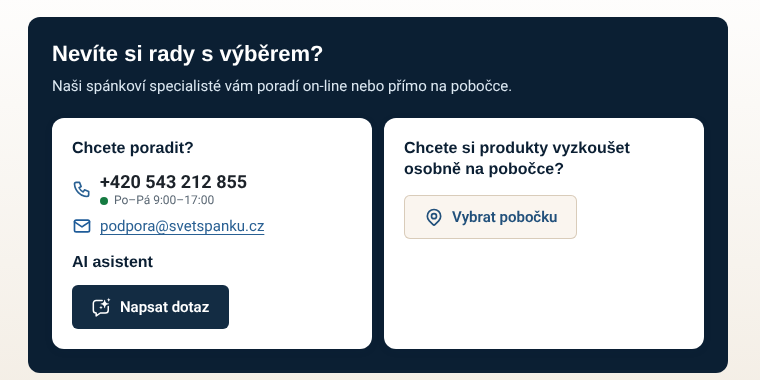 Nevíte si rady s výběrem?
Naši spánkoví specialisté vám poradí on-line nebo přímo na pobočce.
Chcete poradit?
+420 543 212 855
Po–Pá 9:00–17:00
podpora@svetspanku.cz
AI asistent
Napsat dotaz
Chcete si produkty vyzkoušet
osobně na pobočce?
Vybrat pobočku